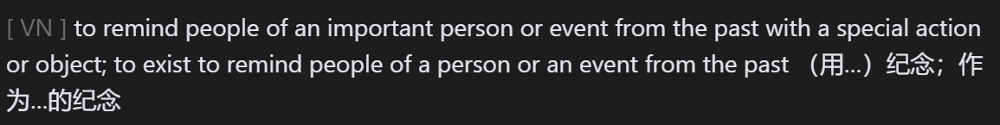 [ VN ] to remind people of an important person or event from the past with a special action
or object; to exist to remind people of a person or an event from the past （用...）纪念；作
为...的纪念